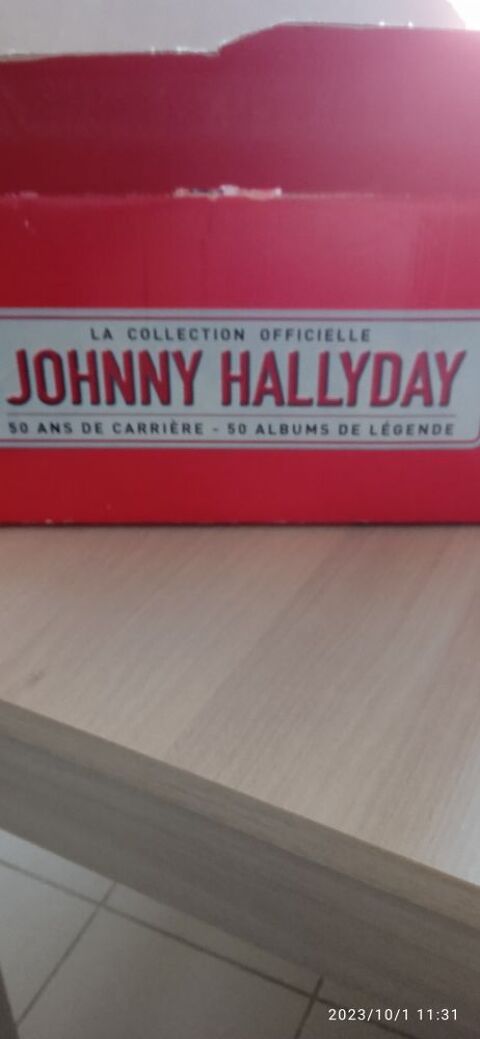 LA COLLECTION OFFICIELLE
JOHNNY HALLYDAY
50 ANS DE CARRIÈRE - 50 ALBUMS DE LÉGENDE
2023/10/1 11:31